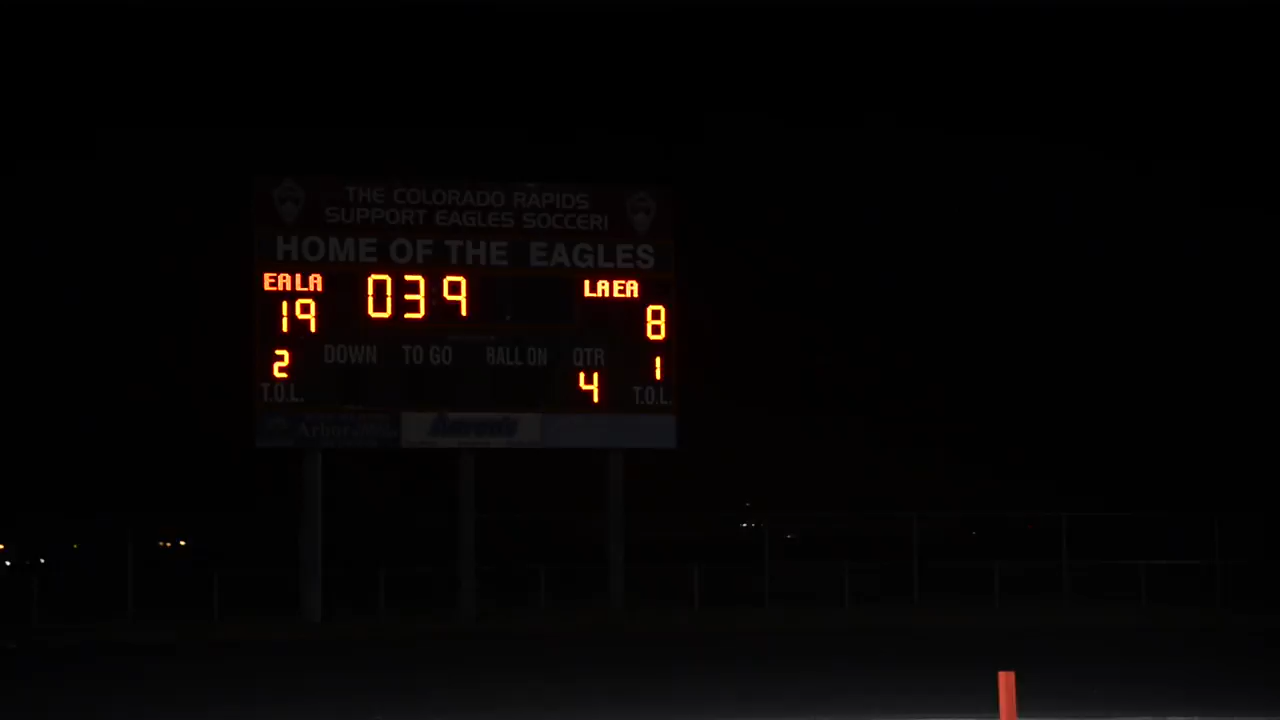 THE COLORADO RAPIDS
SUPPORT EAGLES SOCCER!
HOME OF THE EAGLES
EALA 039 LAEA
19 8
2 DOWN TO GO BALL ON QTR 1
T.O.L. 4 T.O.L.